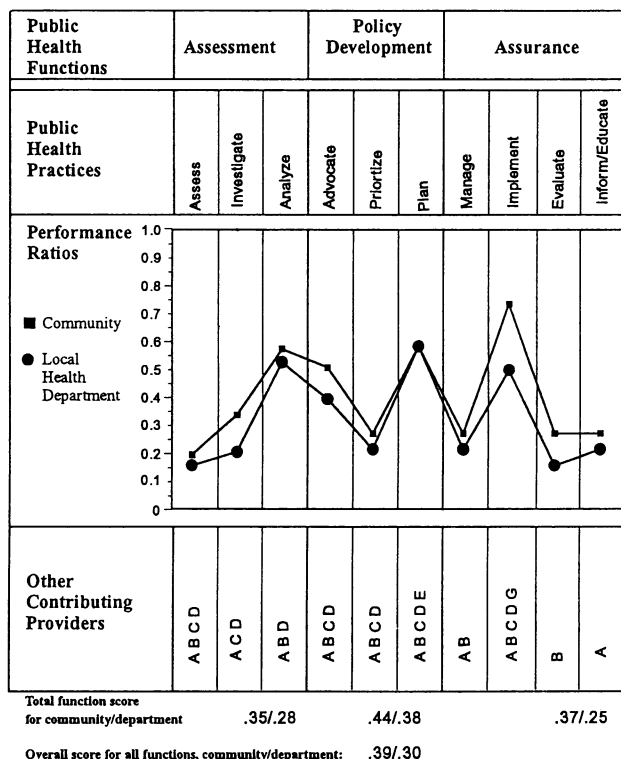 Public
Health
Functions
Assessment
Policy
Development
Assurance
Public
Health
Practices
Assess
Investigate
Analyze
Advocate
Priortize
Plan
Manage
Implement
Evaluate
Inform/Educate
Performance
Ratios
1.0
0.9
0.8
0.7
0.6
0.5
0.4
0.3
0.2
0.1
0
Community
Local
Health
Department
Other
Contributing
Providers
A B C D
A C D
A B D
A B C D
A B C D
A B C D E
A B
A B C D G
B
A
Total function score
for community/department .35/.28 .44/.38 .37/.25
Overall score for all functions, community/department: .39/.30